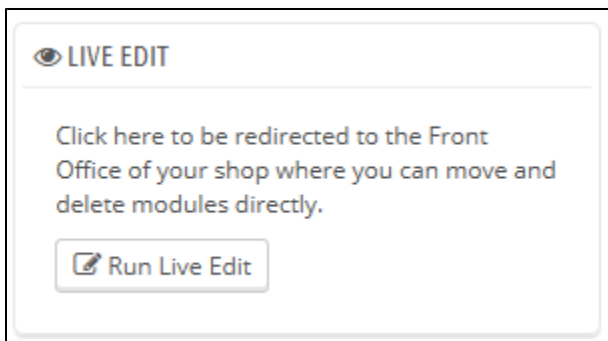 LIVE EDIT
Click here to be redirected to the Front
Office of your shop where you can move and
delete modules directly.
Run Live Edit